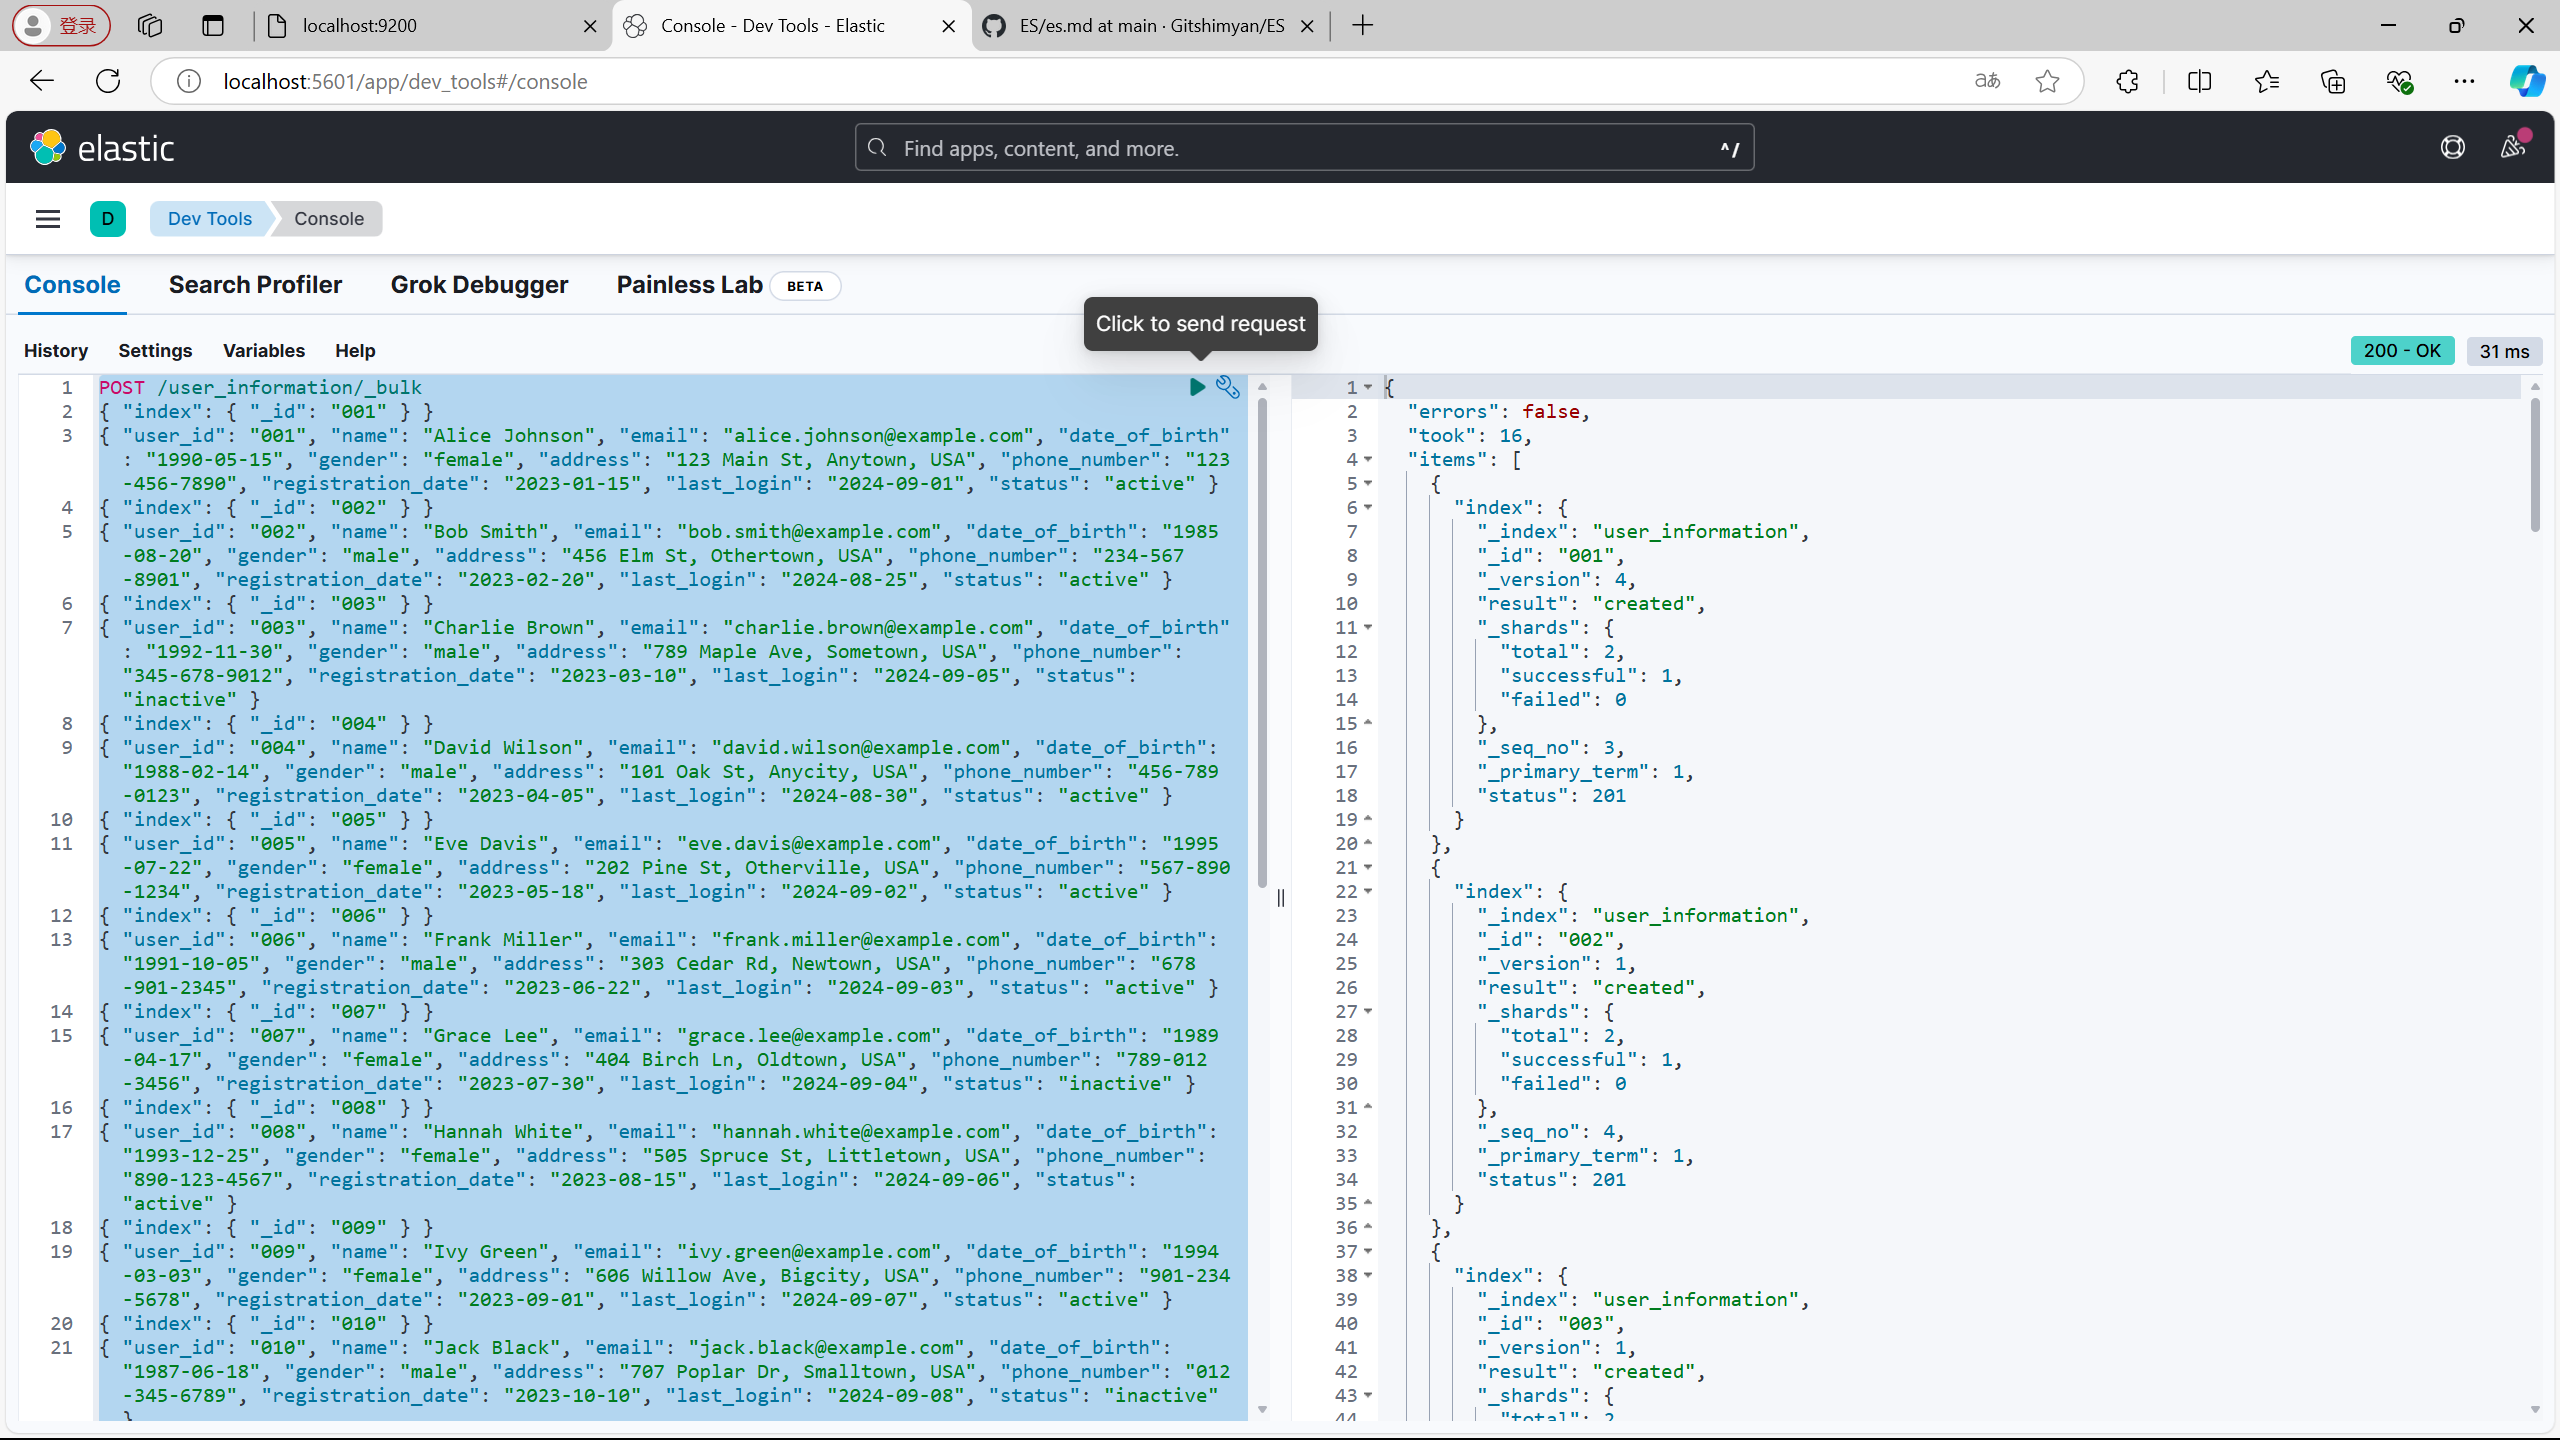 登录
localhost:9200
Console - Dev Tools - Elastic
ES/es.md at main · Gitshimyan/ES
localhost:5601/app/dev_tools#/console
aあ
elastic
Find apps, content, and more.
^/
D
Dev Tools
Console
Console
Search Profiler
Grok Debugger
Painless Lab
BETA
Click to send request
History
Settings
Variables
Help
200 - OK
31 ms
1 POST /user_information/_bulk
2 { "index": { "_id": "001" } }
3 { "user_id": "001", "name": "Alice Johnson", "email": "alice.johnson@example.com", "date_of_birth"
: "1990-05-15", "gender": "female", "address": "123 Main St, Anytown, USA", "phone_number": "123
-456-7890", "registration_date": "2023-01-15", "last_login": "2024-09-01", "status": "active" }
4 { "index": { "_id": "002" } }
5 { "user_id": "002", "name": "Bob Smith", "email": "bob.smith@example.com", "date_of_birth": "1985
-08-20", "gender": "male", "address": "456 Elm St, Othertown, USA", "phone_number": "234-567
-8901", "registration_date": "2023-02-20", "last_login": "2024-08-25", "status": "active" }
6 { "index": { "_id": "003" } }
7 { "user_id": "003", "name": "Charlie Brown", "email": "charlie.brown@example.com", "date_of_birth"
: "1992-11-30", "gender": "male", "address": "789 Maple Ave, Sometown, USA", "phone_number":
"345-678-9012", "registration_date": "2023-03-10", "last_login": "2024-09-05", "status":
"inactive" }
8 { "index": { "_id": "004" } }
9 { "user_id": "004", "name": "David Wilson", "email": "david.wilson@example.com", "date_of_birth":
"1988-02-14", "gender": "male", "address": "101 Oak St, Anycity, USA", "phone_number": "456-789
-0123", "registration_date": "2023-04-05", "last_login": "2024-08-30", "status": "active" }
10 { "index": { "_id": "005" } }
11 { "user_id": "005", "name": "Eve Davis", "email": "eve.davis@example.com", "date_of_birth": "1995
-07-22", "gender": "female", "address": "202 Pine St, Otherville, USA", "phone_number": "567-890
-1234", "registration_date": "2023-05-18", "last_login": "2024-09-02", "status": "active" }
12 { "index": { "_id": "006" } }
13 { "user_id": "006", "name": "Frank Miller", "email": "frank.miller@example.com", "date_of_birth":
"1991-10-05", "gender": "male", "address": "303 Cedar Rd, Newtown, USA", "phone_number": "678
-901-2345", "registration_date": "2023-06-22", "last_login": "2024-09-03", "status": "active" }
14 { "index": { "_id": "007" } }
15 { "user_id": "007", "name": "Grace Lee", "email": "grace.lee@example.com", "date_of_birth": "1989
-04-17", "gender": "female", "address": "404 Birch Ln, Oldtown, USA", "phone_number": "789-012
-3456", "registration_date": "2023-07-30", "last_login": "2024-09-04", "status": "inactive" }
16 { "index": { "_id": "008" } }
17 { "user_id": "008", "name": "Hannah White", "email": "hannah.white@example.com", "date_of_birth":
"1993-12-25", "gender": "female", "address": "505 Spruce St, Littletown, USA", "phone_number":
"890-123-4567", "registration_date": "2023-08-15", "last_login": "2024-09-06", "status":
"active" }
18 { "index": { "_id": "009" } }
19 { "user_id": "009", "name": "Ivy Green", "email": "ivy.green@example.com", "date_of_birth": "1994
-03-03", "gender": "female", "address": "606 Willow Ave, Bigcity, USA", "phone_number": "901-234
-5678", "registration_date": "2023-09-01", "last_login": "2024-09-07", "status": "active" }
20 { "index": { "_id": "010" } }
21 { "user_id": "010", "name": "Jack Black", "email": "jack.black@example.com", "date_of_birth":
"1987-06-18", "gender": "male", "address": "707 Poplar Dr, Smalltown, USA", "phone_number": "012
-345-6789", "registration_date": "2023-10-10", "last_login": "2024-09-08", "status": "inactive"
}
1 {
2 "errors": false,
3 "took": 16,
4 "items": [
5 {
6 "index": {
7 "_index": "user_information",
8 "_id": "001",
9 "_version": 4,
10 "result": "created",
11 "_shards": {
12 "total": 2,
13 "successful": 1,
14 "failed": 0
15 },
16 "_seq_no": 3,
17 "_primary_term": 1,
18 "status": 201
19 }
20 },
21 {
22 "index": {
23 "_index": "user_information",
24 "_id": "002",
25 "_version": 1,
26 "result": "created",
27 "_shards": {
28 "total": 2,
29 "successful": 1,
30 "failed": 0
31 },
32 "_seq_no": 4,
33 "_primary_term": 1,
34 "status": 201
35 }
36 },
37 {
38 "index": {
39 "_index": "user_information",
40 "_id": "003",
41 "_version": 1,
42 "result": "created",
43 "_shards": {
44 "total": 2